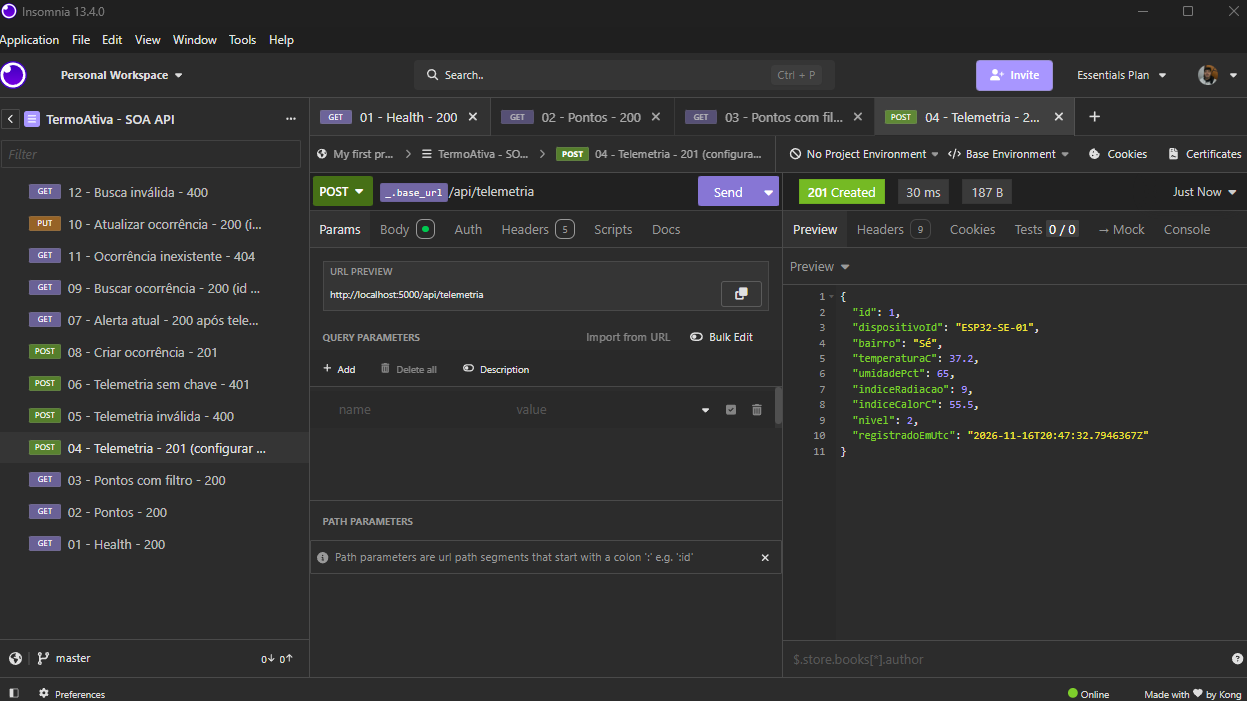 Insomnia 13.4.0
Application File Edit View Window Tools Help
Personal Workspace
Search..
Ctrl + P
Invite
Essentials Plan
TermoAtiva - SOA API
Filter
GET 12 - Busca inválida - 400
PUT 10 - Atualizar ocorrência - 200 (i...
GET 11 - Ocorrência inexistente - 404
GET 09 - Buscar ocorrência - 200 (id ...
GET 07 - Alerta atual - 200 após tele...
POST 08 - Criar ocorrência - 201
POST 06 - Telemetria sem chave - 401
POST 05 - Telemetria inválida - 400
POST 04 - Telemetria - 201 (configurar ...
GET 03 - Pontos com filtro - 200
GET 02 - Pontos - 200
GET 01 - Health - 200
master
0 0
Preferences
GET 01 - Health - 200
GET 02 - Pontos - 200
GET 03 - Pontos com fil...
POST 04 - Telemetria - 2...
My first pr... TermoAtiva - SO... POST 04 - Telemetria - 201 (configura...
POST _.base_url /api/telemetria Send
Params Body Auth Headers 5 Scripts Docs
URL PREVIEW
http://localhost:5000/api/telemetria
QUERY PARAMETERS Import from URL Bulk Edit
Add Delete all Description
name value
PATH PARAMETERS
Path parameters are url path segments that start with a colon ':' e.g. ':id'
No Project Environment Base Environment Cookies Certificates
201 Created 30 ms 187 B Just Now
Preview Headers 9 Cookies Tests 0 / 0 → Mock Console
Preview
1 {
2 "id": 1,
3 "dispositivoId": "ESP32-SE-01",
4 "bairro": "Sé",
5 "temperaturaC": 37.2,
6 "umidadePct": 65,
7 "indiceRadiacao": 9,
8 "indiceCalorC": 55.5,
9 "nivel": 2,
10 "registradoEmUtc": "2026-11-16T20:47:32.7946367Z"
11 }
$.store.books[*].author
Online
Made with ❤ by Kong